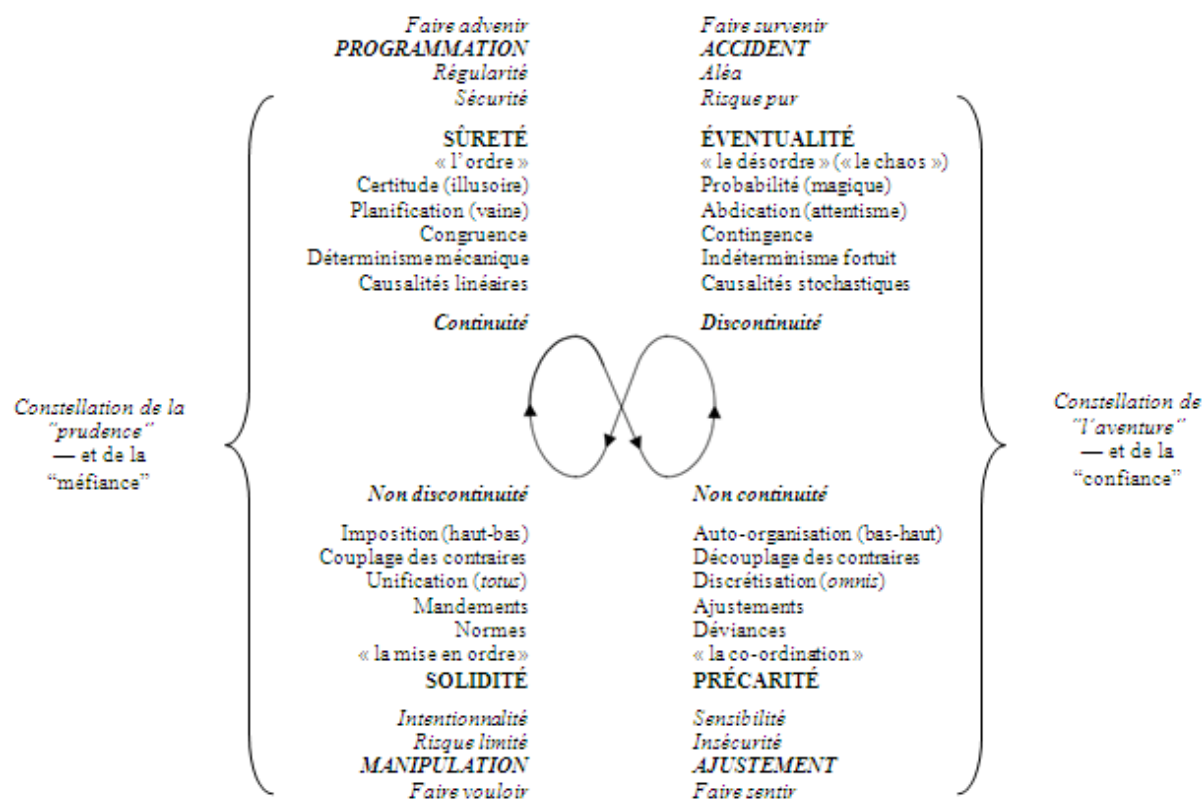 Faire advenir
PROGRAMMATION
Régularité
Sécurité
SÛRETÉ
« l'ordre »
Certitude (illusoire)
Planification (vaine)
Congruence
Déterminisme mécanique
Causalités linéaires
Continuité
Faire survenir
ACCIDENT
Aléa
Risque pur
ÉVENTUALITÉ
« le désordre » (« le chaos »)
Probabilité (magique)
Abdication (attentisme)
Contingence
Indéterminisme fortuit
Causalités stochastiques
Discontinuité
Constellation de la
"prudence"
— et de la
“méfiance”
Constellation de
"l'aventure"
— et de la
“confiance”
Non discontinuité
Imposition (haut-bas)
Couplage des contraires
Unification (totus)
Mandements
Normes
« la mise en ordre »
SOLIDITÉ
Intentionnalité
Risque limité
MANIPULATION
Faire vouloir
Non continuité
Auto-organisation (bas-haut)
Découplage des contraires
Discrétisation (omnis)
Ajustements
Déviances
« la co-ordination »
PRÉCARITÉ
Sensibilité
Insécurité
AJUSTEMENT
Faire sentir